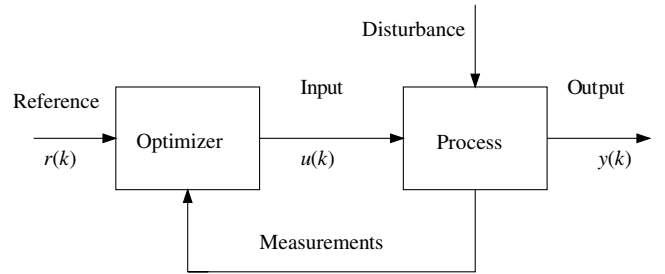 Disturbance
Reference
Input
Output
Optimizer
Process
r(k)
u(k)
y(k)
Measurements